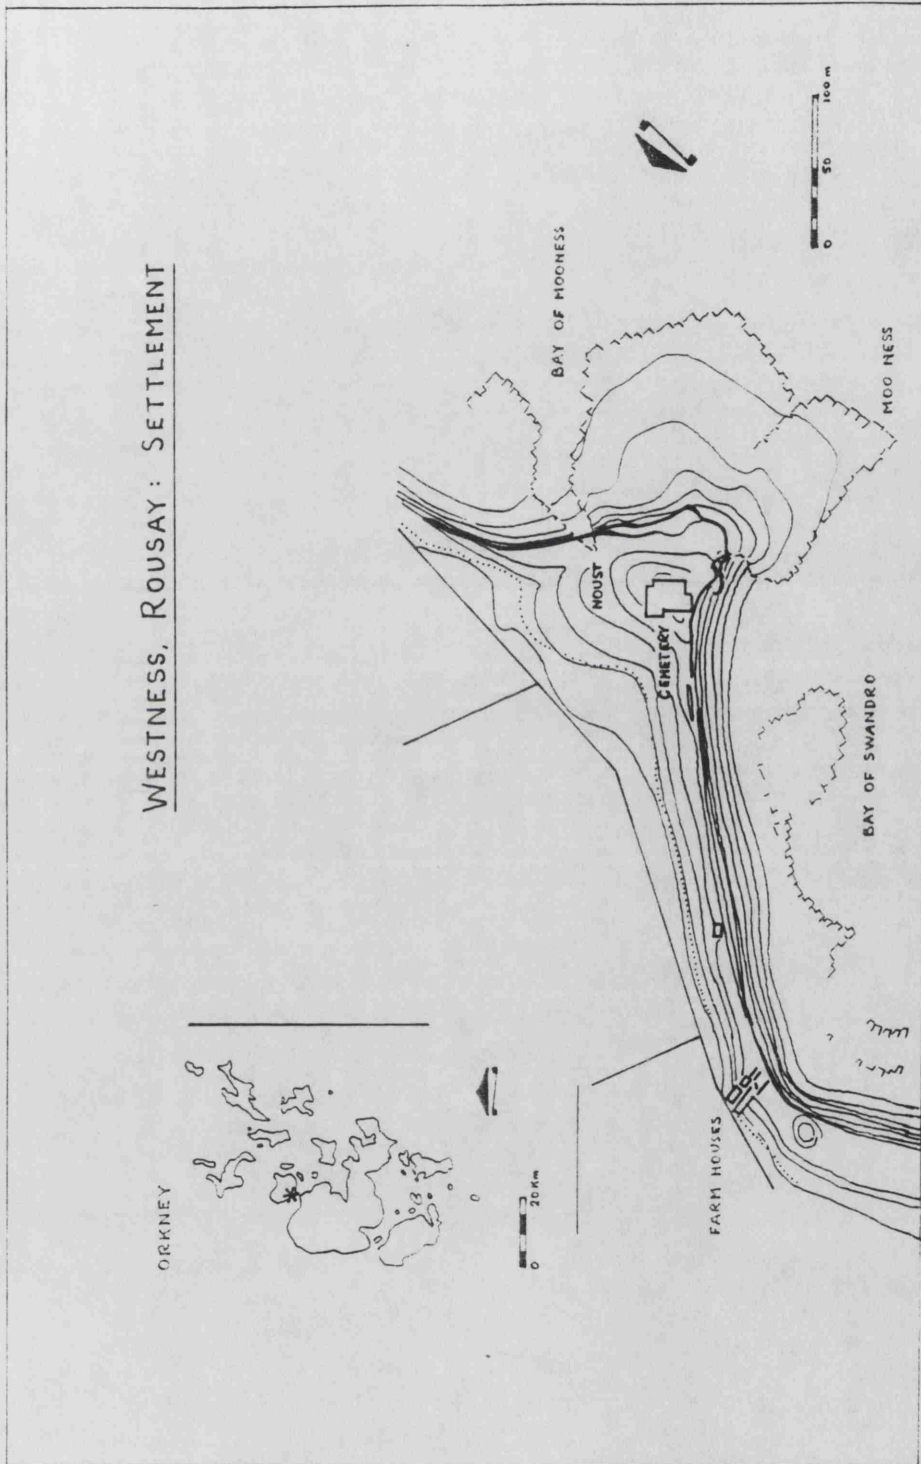 WESTNESS, ROUSAY: SETTLEMENT
ORKNEY
0 20 Km
BAY OF MOONESS
NOUST
CEMETERY
FARM HOUSES
BAY OF SWANDRO
MOO NESS
0 50 100 m